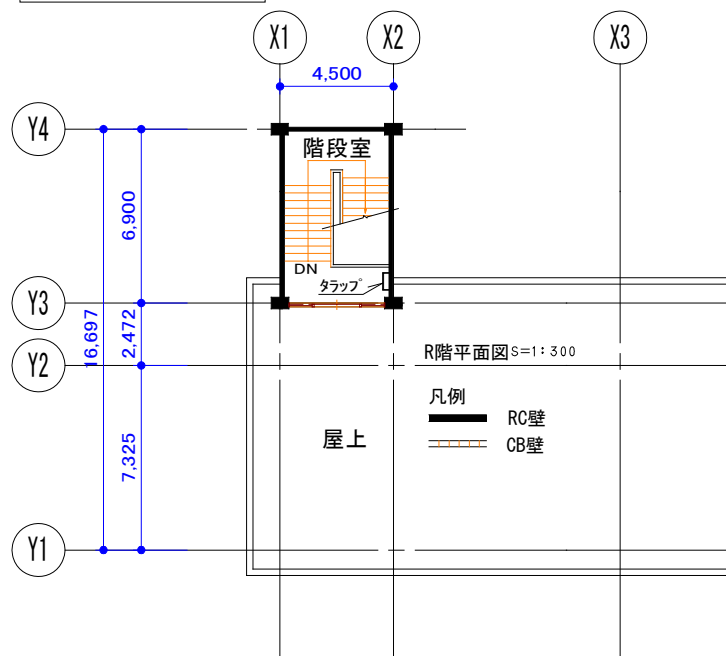 X1
X2
X3
4,500
Y4
階段室
6,900
DN
タラップ
Y3
16,697
2,472
R階平面図 S=1:300
Y2
凡例
RC壁
屋上
CB壁
7,325
Y1